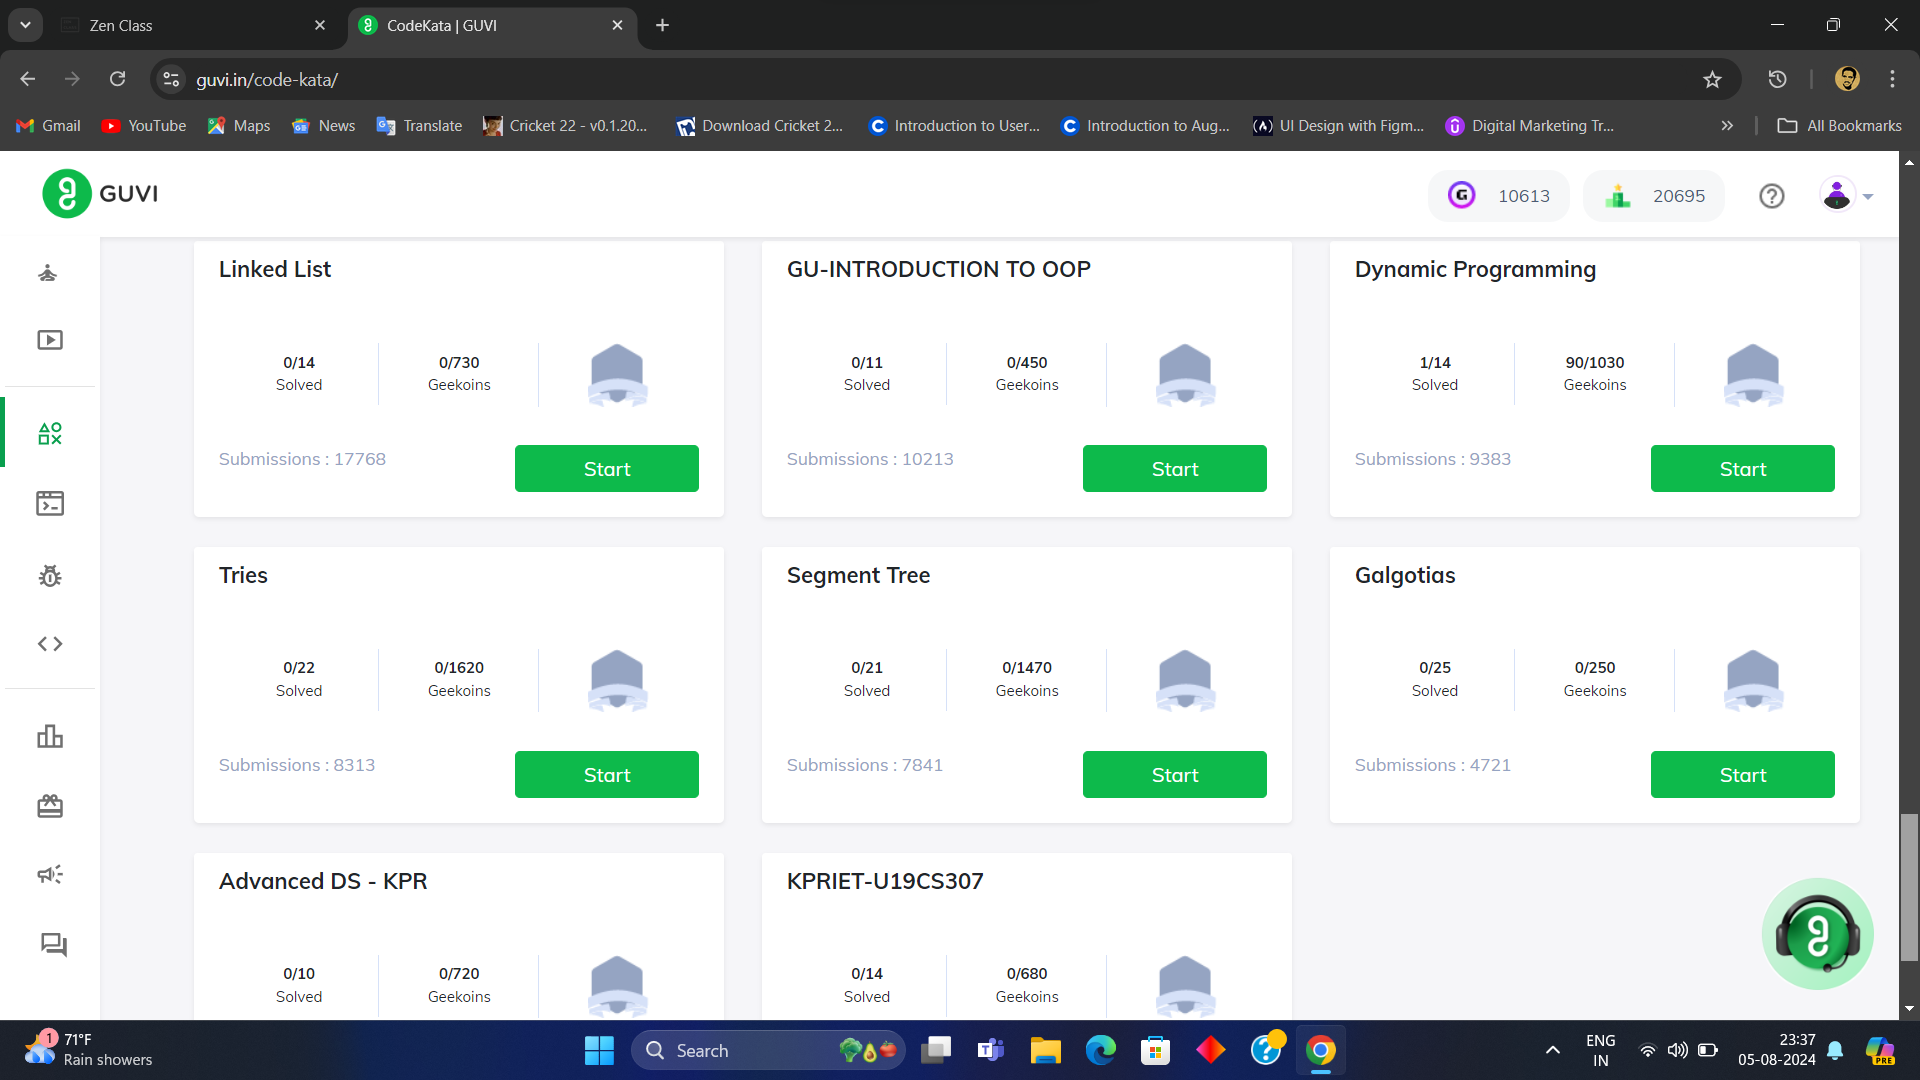 Zen Class
CodeKata | GUVI
guvi.in/code-kata/
Gmail
YouTube
Maps
News
Translate
Cricket 22 - v0.1.20...
Download Cricket 2...
Introduction to User...
Introduction to Aug...
UI Design with Figm...
Digital Marketing Tr...
All Bookmarks
GUVI
10613
20695
Linked List
0/14
Solved
0/730
Geekoins
Submissions : 17768
Start
GU-INTRODUCTION TO OOP
0/11
Solved
0/450
Geekoins
Submissions : 10213
Start
Dynamic Programming
1/14
Solved
90/1030
Geekoins
Submissions : 9383
Start
Tries
0/22
Solved
0/1620
Geekoins
Submissions : 8313
Start
Segment Tree
0/21
Solved
0/1470
Geekoins
Submissions : 7841
Start
Galgotias
0/25
Solved
0/250
Geekoins
Submissions : 4721
Start
Advanced DS - KPR
0/10
Solved
0/720
Geekoins
KPRIET-U19CS307
0/14
Solved
0/680
Geekoins
1
71°F
Rain showers
Search
ENG
IN
23:37
05-08-2024
PRE